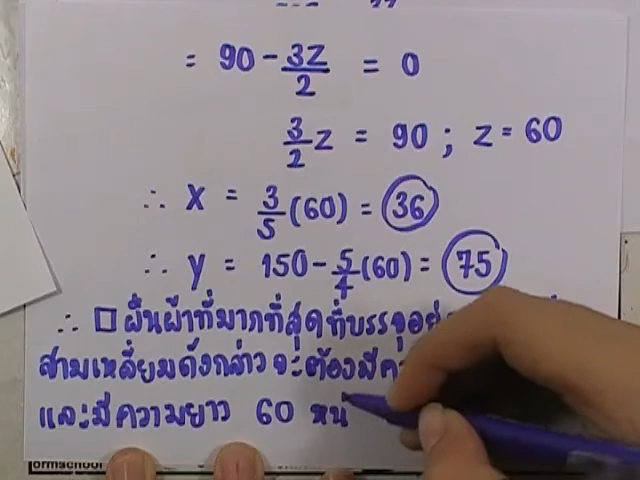 = 90 - 3z/2 = 0
3/2 z = 90 ; z = 60
∴ x = 3/5 (60) = 36
∴ y = 150 - 5/4 (60) = 75
∴ □ ผืนผ้าที่มากที่สุดที่บรรจุอยู่
สามเหลี่ยมดังกล่าว จะต้องมี
และมีความยาว 60 หน
ormschool